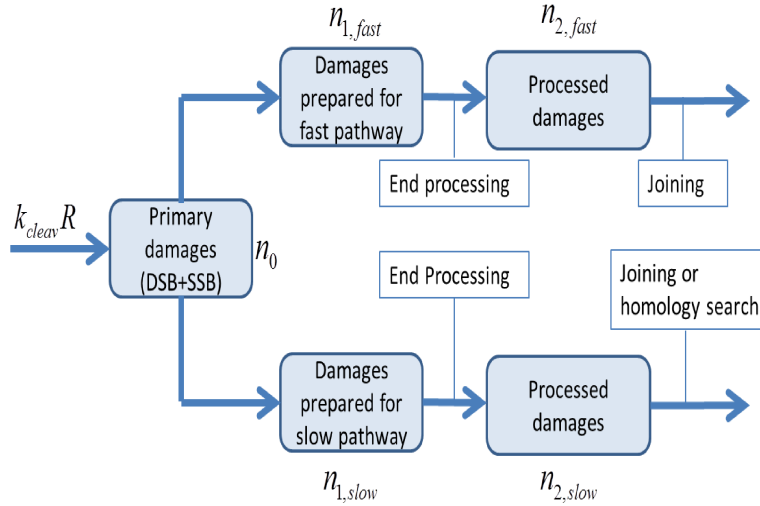 n1,fast
n2,fast
Damages
prepared for
fast pathway
Processed
damages
End processing
Joining
kcleavR
Primary
damages
(DSB+SSB)
n0
End Processing
Joining or
homology search
Damages
prepared for
slow pathway
Processed
damages
n1,slow
n2,slow